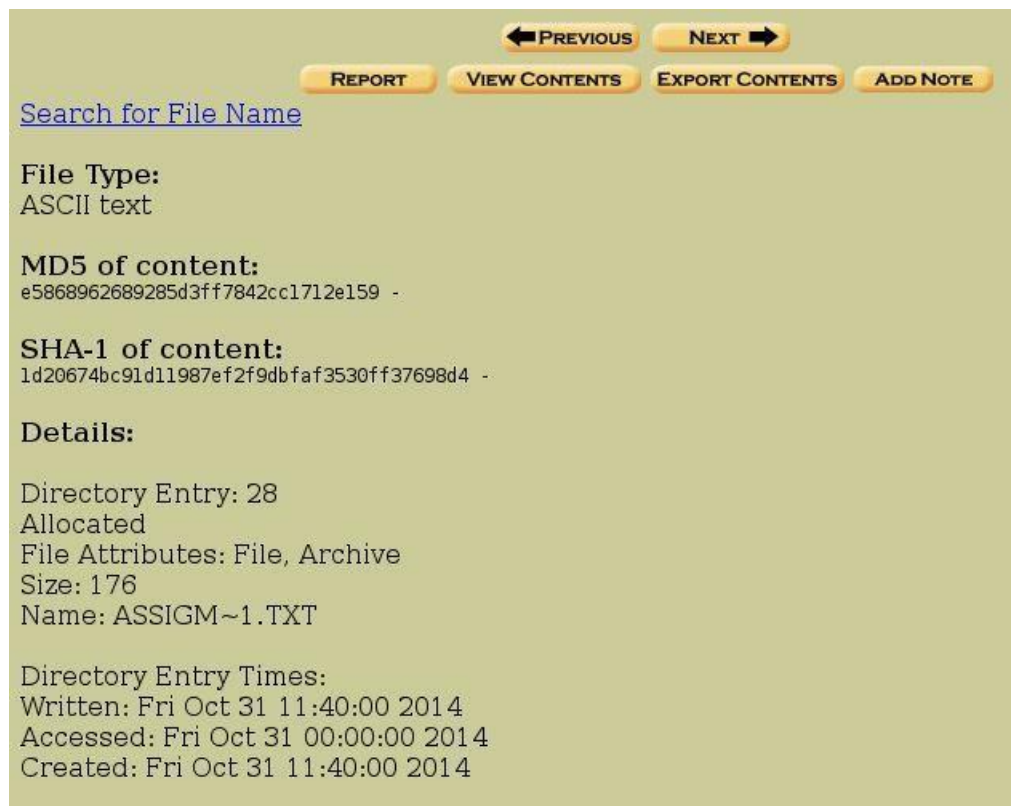 PREVIOUS NEXT
REPORT VIEW CONTENTS EXPORT CONTENTS ADD NOTE
Search for File Name
File Type:
ASCII text
MD5 of content:
e5868962689285d3ff7842cc1712e159 -
SHA-1 of content:
1d20674bc91d11987ef2f9dbfaf3530ff37698d4 -
Details:
Directory Entry: 28
Allocated
File Attributes: File, Archive
Size: 176
Name: ASSIGM~1.TXT
Directory Entry Times:
Written: Fri Oct 31 11:40:00 2014
Accessed: Fri Oct 31 00:00:00 2014
Created: Fri Oct 31 11:40:00 2014